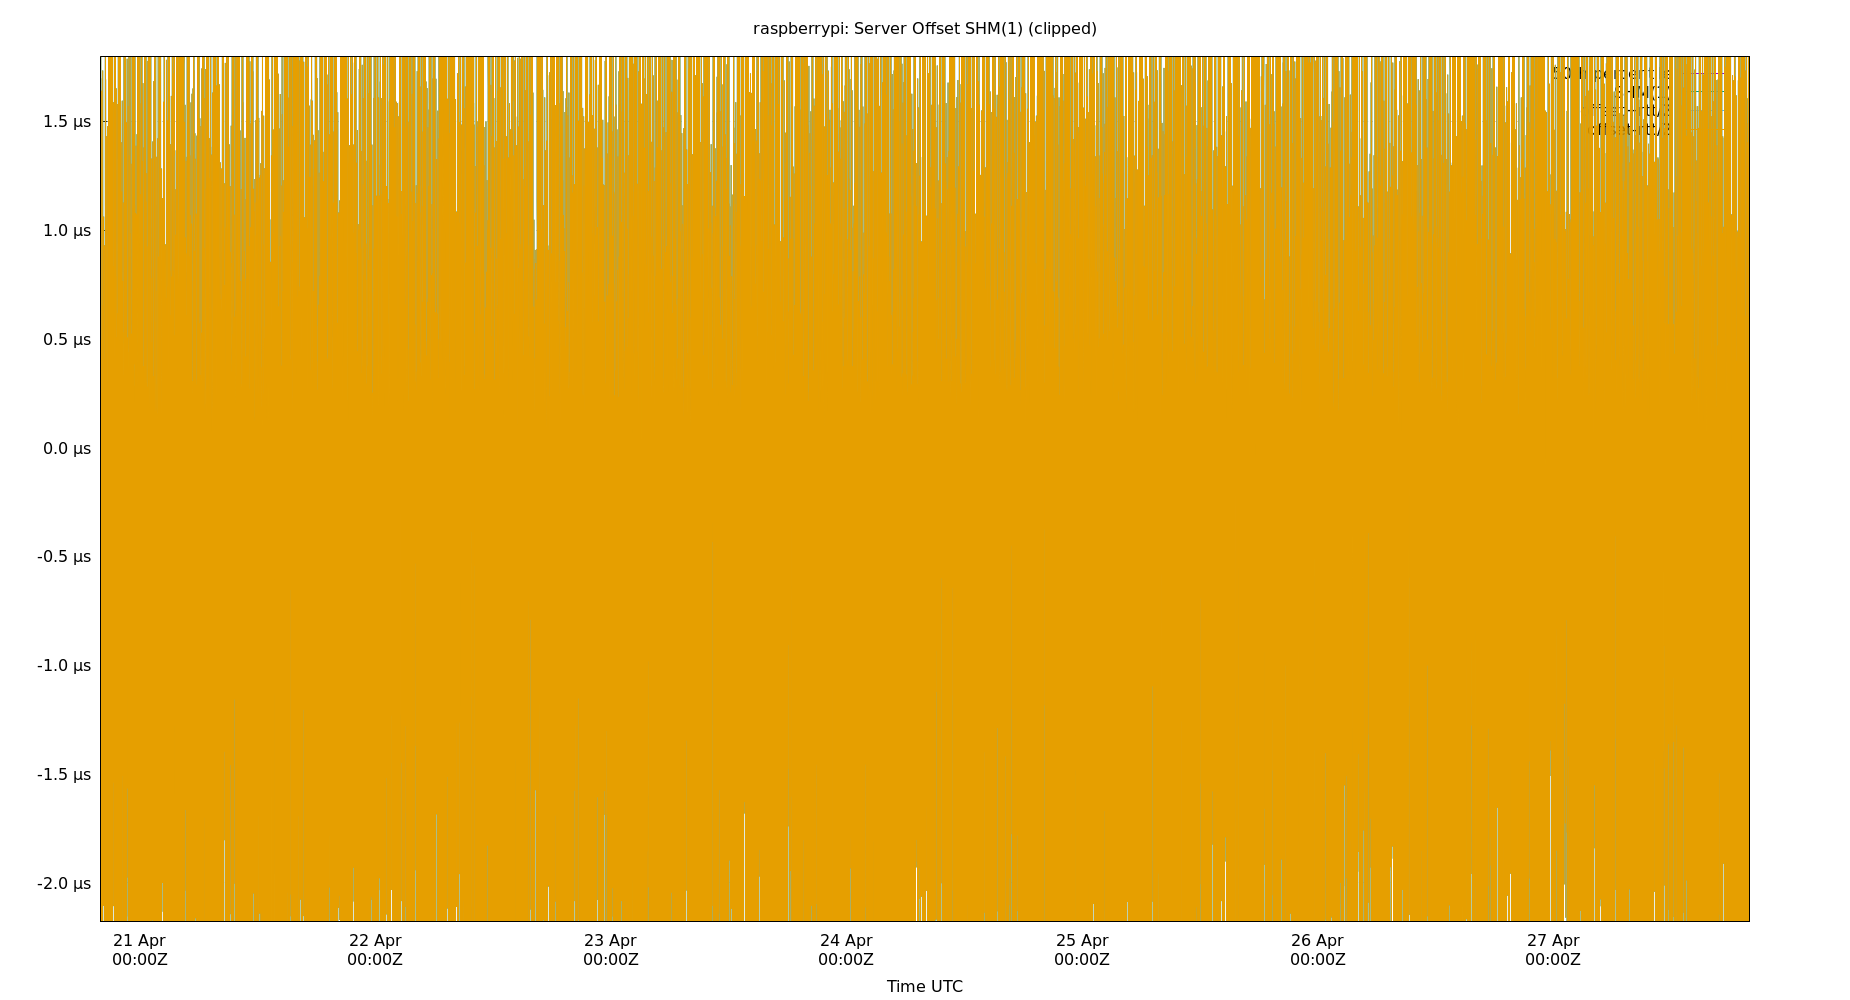 raspberrypi: Server Offset SHM(1) (clipped)
1.5 µs
1.0 µs
0.5 µs
0.0 µs
-0.5 µs
-1.0 µs
-1.5 µs
-2.0 µs
21 Apr 22 Apr 23 Apr 24 Apr 25 Apr 26 Apr 27 Apr
00:00Z 00:00Z 00:00Z 00:00Z 00:00Z 00:00Z 00:00Z
Time UTC